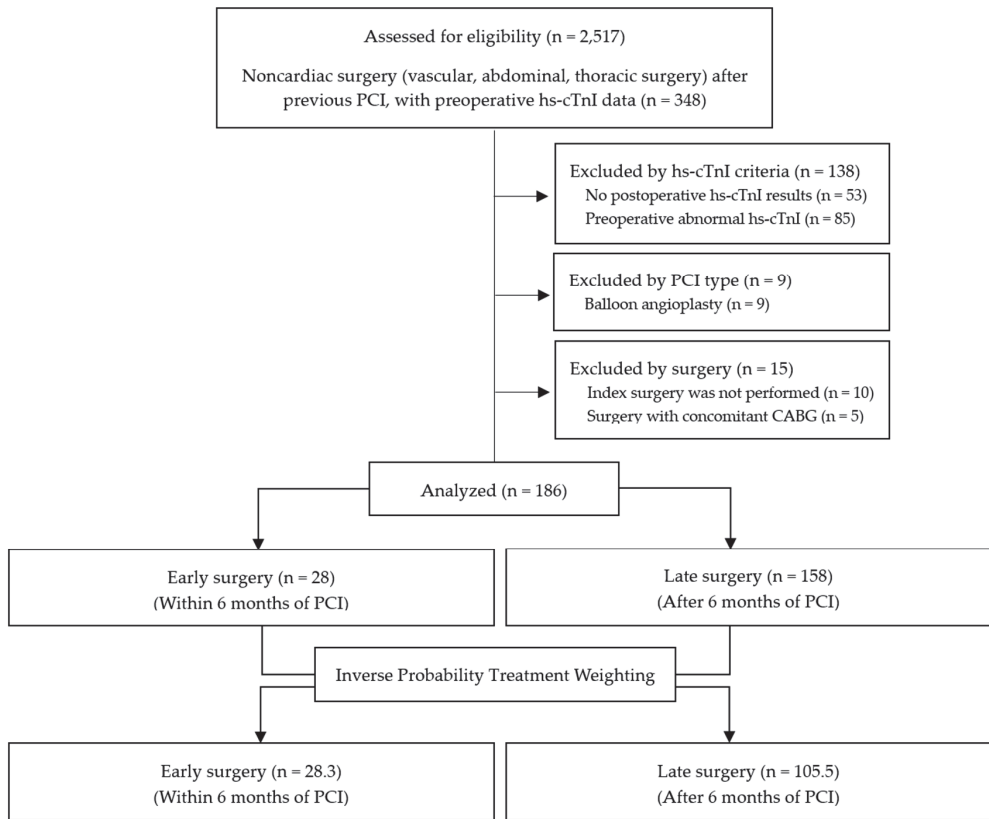 Assessed for eligibility (n = 2,517)
Noncardiac surgery (vascular, abdominal, thoracic surgery) after
previous PCI, with preoperative hs-cTnI data (n = 348)
Excluded by hs-cTnI criteria (n = 138)
No postoperative hs-cTnI results (n = 53)
Preoperative abnormal hs-cTnI (n = 85)
Excluded by PCI type (n = 9)
Balloon angioplasty (n = 9)
Excluded by surgery (n = 15)
Index surgery was not performed (n = 10)
Surgery with concomitant CABG (n = 5)
Analyzed (n = 186)
Early surgery (n = 28)
(Within 6 months of PCI)
Late surgery (n = 158)
(After 6 months of PCI)
Inverse Probability Treatment Weighting
Early surgery (n = 28.3)
(Within 6 months of PCI)
Late surgery (n = 105.5)
(After 6 months of PCI)